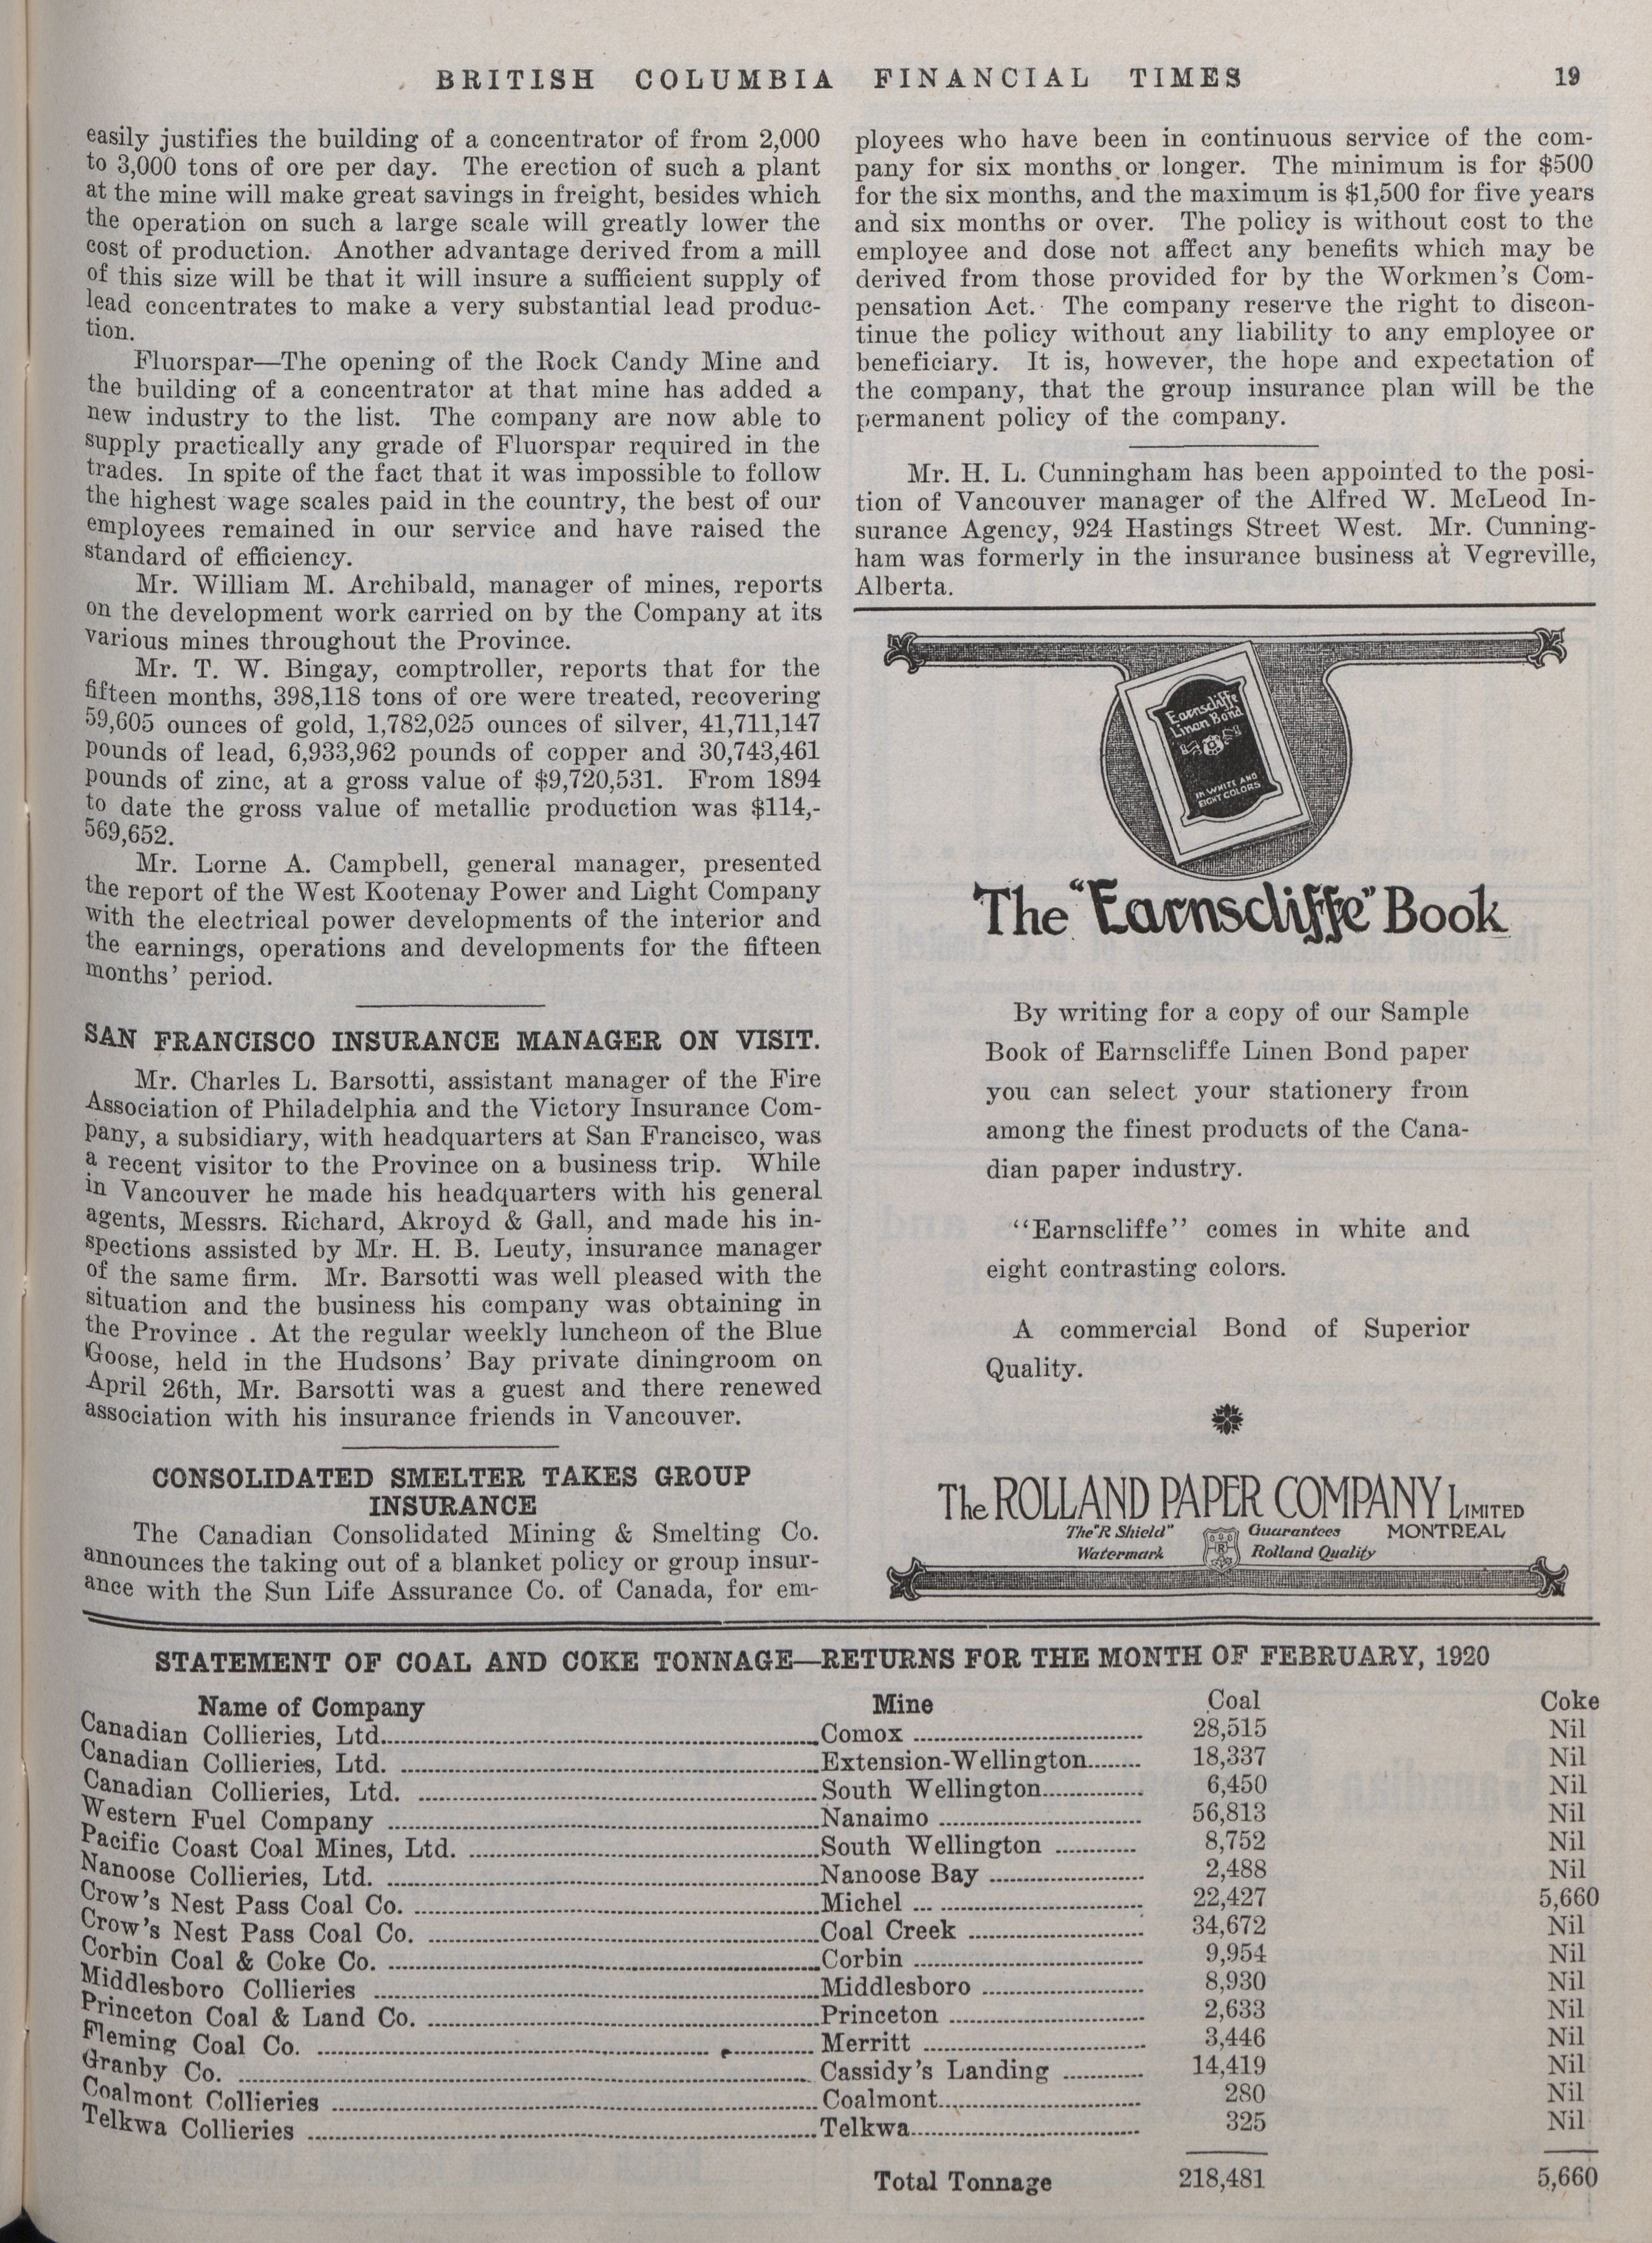 BRITISH COLUMBIA FINANCIAL TIMES 19
easily justifies the building of a concentrator of from 2,000
to 3,000 tons of ore per day. The erection of such a plant
at the mine will make great savings in freight, besides which
the operation on such a large scale will greatly lower the
cost of production. Another advantage derived from a mill
of this size will be that it will insure a sufficient supply of
lead concentrates to make a very substantial lead produc-
tion.
Fluorspar—The opening of the Rock Candy Mine and
the building of a concentrator at that mine has added a
new industry to the list. The company are now able to
supply practically any grade of Fluorspar required in the
trades. In spite of the fact that it was impossible to follow
the highest wage scales paid in the country, the best of our
employees remained in our service and have raised the
standard of efficiency.
Mr. William M. Archibald, manager of mines, reports
on the development work carried on by the Company at its
various mines throughout the Province.
Mr. T. W. Bingay, comptroller, reports that for the
fifteen months, 398,118 tons of ore were treated, recovering
59,605 ounces of gold, 1,782,025 ounces of silver, 41,711,147
pounds of lead, 6,933,962 pounds of copper and 30,743,461
pounds of zinc, at a gross value of $9,720,531. From 1894
to date the gross value of metallic production was $114,-
569,652.
Mr. Lorne A. Campbell, general manager, presented
the report of the West Kootenay Power and Light Company
with the electrical power developments of the interior and
the earnings, operations and developments for the fifteen
months' period.
SAN FRANCISCO INSURANCE MANAGER ON VISIT.
Mr. Charles L. Barsotti, assistant manager of the Fire
Association of Philadelphia and the Victory Insurance Com-
pany, a subsidiary, with headquarters at San Francisco, was
a recent visitor to the Province on a business trip. While
in Vancouver he made his headquarters with his general
agents, Messrs. Richard, Akroyd & Gall, and made his in-
spections assisted by Mr. H. B. Leuty, insurance manager
of the same firm. Mr. Barsotti was well pleased with the
situation and the business his company was obtaining in
the Province . At the regular weekly luncheon of the Blue
Goose, held in the Hudsons' Bay private diningroom on
April 26th, Mr. Barsotti was a guest and there renewed
association with his insurance friends in Vancouver.
CONSOLIDATED SMELTER TAKES GROUP
INSURANCE
The Canadian Consolidated Mining & Smelting Co.
announces the taking out of a blanket policy or group insur-
ance with the Sun Life Assurance Co. of Canada, for em-
ployees who have been in continuous service of the com-
pany for six months or longer. The minimum is for $500
for the six months, and the maximum is $1,500 for five years
and six months or over. The policy is without cost to the
employee and dose not affect any benefits which may be
derived from those provided for by the Workmen's Com-
pensation Act. The company reserve the right to discon-
tinue the policy without any liability to any employee or
beneficiary. It is, however, the hope and expectation of
the company, that the group insurance plan will be the
permanent policy of the company.
Mr. H. L. Cunningham has been appointed to the posi-
tion of Vancouver manager of the Alfred W. McLeod In-
surance Agency, 924 Hastings Street West. Mr. Cunning-
ham was formerly in the insurance business at Vegreville,
Alberta.
Earnscliffe
Linen Bond
IN WHITE AND
EIGHT COLORS
The "Earnscliffe" Book
By writing for a copy of our Sample
Book of Earnscliffe Linen Bond paper
you can select your stationery from
among the finest products of the Cana-
dian paper industry.
"Earnscliffe" comes in white and
eight contrasting colors.
A commercial Bond of Superior
Quality.
The ROLLAND PAPER COMPANY LIMITED
The "R Shield" Guarantees MONTREAL
Watermark R Rolland Quality
STATEMENT OF COAL AND COKE TONNAGE—RETURNS FOR THE MONTH OF FEBRUARY, 1920
Name of Company Mine Coal Coke
Canadian Collieries, Ltd. Comox 28,515 Nil
Canadian Collieries, Ltd. Extension-Wellington 18,337 Nil
Canadian Collieries, Ltd. South Wellington 6,450 Nil
Western Fuel Company Nanaimo 56,813 Nil
Pacific Coast Coal Mines, Ltd. South Wellington 8,752 Nil
Nanoose Collieries, Ltd. Nanoose Bay 2,488 Nil
Crow's Nest Pass Coal Co. Michel 22,427 5,660
Crow's Nest Pass Coal Co. Coal Creek 34,672 Nil
Corbin Coal & Coke Co. Corbin 9,954 Nil
Middlesboro Collieries Middlesboro 8,930 Nil
Princeton Coal & Land Co. Princeton 2,633 Nil
Fleming Coal Co. Merritt 3,446 Nil
Granby Co. Cassidy's Landing 14,419 Nil
Coalmont Collieries Coalmont 280 Nil
Telkwa Collieries Telkwa 325 Nil
Total Tonnage 218,481 5,660